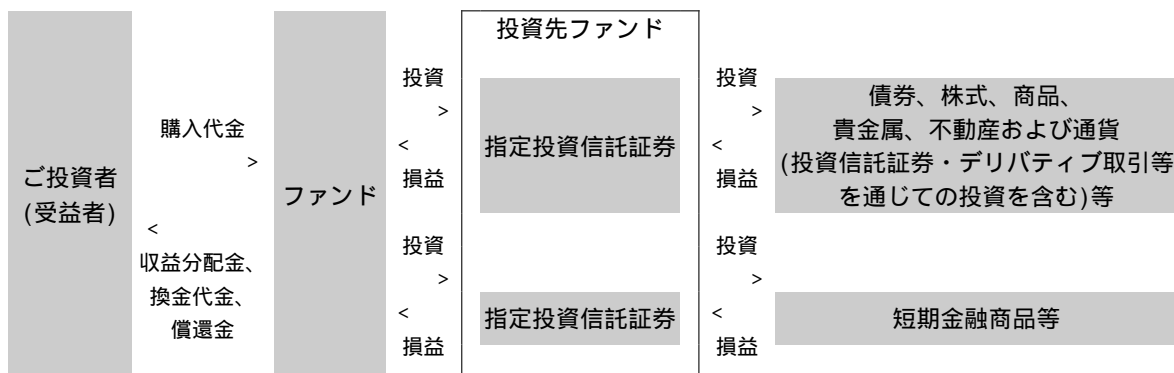 投資先ファンド
ご投資者
(受益者)
購入代金
>
<
収益分配金、
換金代金、
償還金
ファンド
投資
>
<
損益
指定投資信託証券
投資
>
<
損益
債券、株式、商品、
貴金属、不動産および通貨
(投資信託証券・デリバティブ取引等
を通じての投資を含む)等
投資
>
<
損益
指定投資信託証券
投資
>
<
損益
短期金融商品等